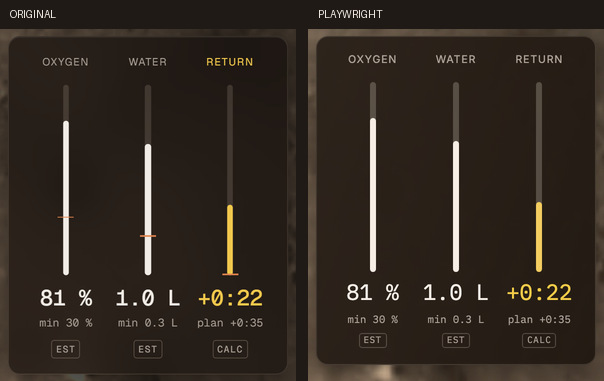 ORIGINAL
OXYGEN WATER RETURN
81 % 1.0 L +0:22
min 30 % min 0.3 L plan +0:35
EST EST CALC
PLAYWRIGHT
OXYGEN WATER RETURN
81 % 1.0 L +0:22
min 30 % min 0.3 L plan +0:35
EST EST CALC